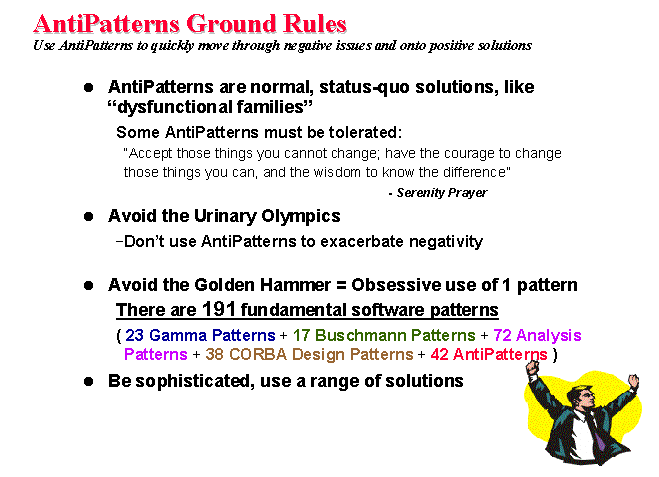 AntiPatterns Ground Rules
Use AntiPatterns to quickly move through negative issues and onto positive solutions
● AntiPatterns are normal, status-quo solutions, like
“dysfunctional families”
Some AntiPatterns must be tolerated:
“Accept those things you cannot change; have the courage to change
those things you can, and the wisdom to know the difference”
- Serenity Prayer
● Avoid the Urinary Olympics
–Don’t use AntiPatterns to exacerbate negativity
● Avoid the Golden Hammer = Obsessive use of 1 pattern
There are 191 fundamental software patterns
( 23 Gamma Patterns + 17 Buschmann Patterns + 72 Analysis
Patterns + 38 CORBA Design Patterns + 42 AntiPatterns )
● Be sophisticated, use a range of solutions